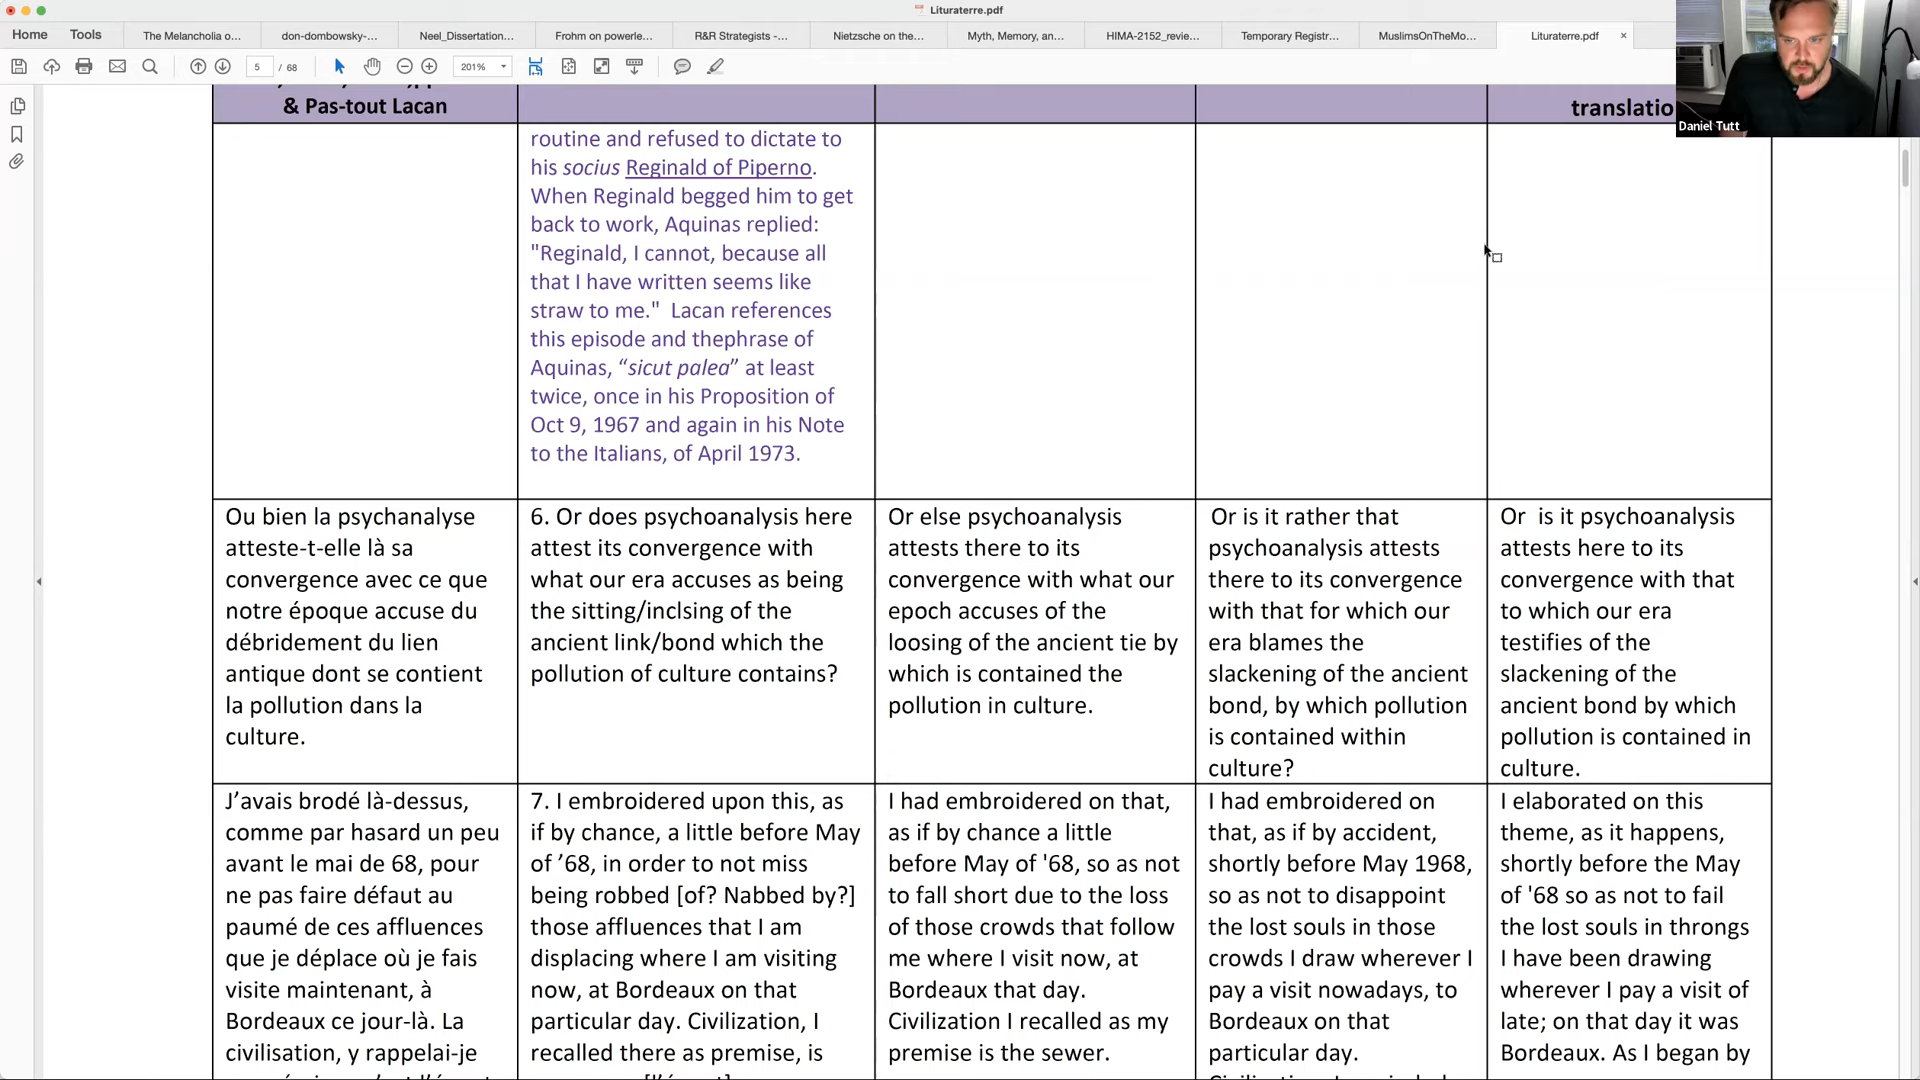 Lituraterre.pdf
Home
Tools
The Melancholia o...
don-dombowsky-...
Neel_Dissertation...
Frohm on powerle...
R&R Strategists -...
Nietzsche on the...
Myth, Memory, an...
HIMA-2152_revie...
Temporary Registr...
MuslimsOnTheMo...
Lituraterre.pdf
5 / 68
201%
Daniel Tutt
& Pas-tout Lacan
translatio
routine and refused to dictate to
his socius Reginald of Piperno.
When Reginald begged him to get
back to work, Aquinas replied:
"Reginald, I cannot, because all
that I have written seems like
straw to me." Lacan references
this episode and thephrase of
Aquinas, “sicut palea” at least
twice, once in his Proposition of
Oct 9, 1967 and again in his Note
to the Italians, of April 1973.
Ou bien la psychanalyse
atteste-t-elle là sa
convergence avec ce que
notre époque accuse du
débridement du lien
antique dont se contient
la pollution dans la
culture.
6. Or does psychoanalysis here
attest its convergence with
what our era accuses as being
the sitting/inclsing of the
ancient link/bond which the
pollution of culture contains?
Or else psychoanalysis
attests there to its
convergence with what our
epoch accuses of the
loosing of the ancient tie by
which is contained the
pollution in culture.
Or is it rather that
psychoanalysis attests
there to its convergence
with that for which our
era blames the
slackening of the ancient
bond, by which pollution
is contained within
culture?
Or is it psychoanalysis
attests here to its
convergence with that
to which our era
testifies of the
slackening of the
ancient bond by which
pollution is contained in
culture.
J’avais brodé là-dessus,
comme par hasard un peu
avant le mai de 68, pour
ne pas faire défaut au
paumé de ces affluences
que je déplace où je fais
visite maintenant, à
Bordeaux ce jour-là. La
civilisation, y rappelai-je
7. I embroidered upon this, as
if by chance, a little before May
of ’68, in order to not miss
being robbed [of? Nabbed by?]
those affluences that I am
displacing where I am visiting
now, at Bordeaux on that
particular day. Civilization, I
recalled there as premise, is
I had embroidered on that,
as if by chance a little
before May of '68, so as not
to fall short due to the loss
of those crowds that follow
me where I visit now, at
Bordeaux that day.
Civilization I recalled as my
premise is the sewer.
I had embroidered on
that, as if by accident,
shortly before May 1968,
so as not to disappoint
the lost souls in those
crowds I draw wherever I
pay a visit nowadays, to
Bordeaux on that
particular day.
I elaborated on this
theme, as it happens,
shortly before the May
of '68 so as not to fail
the lost souls in throngs
I have been drawing
wherever I pay a visit of
late; on that day it was
Bordeaux. As I began by